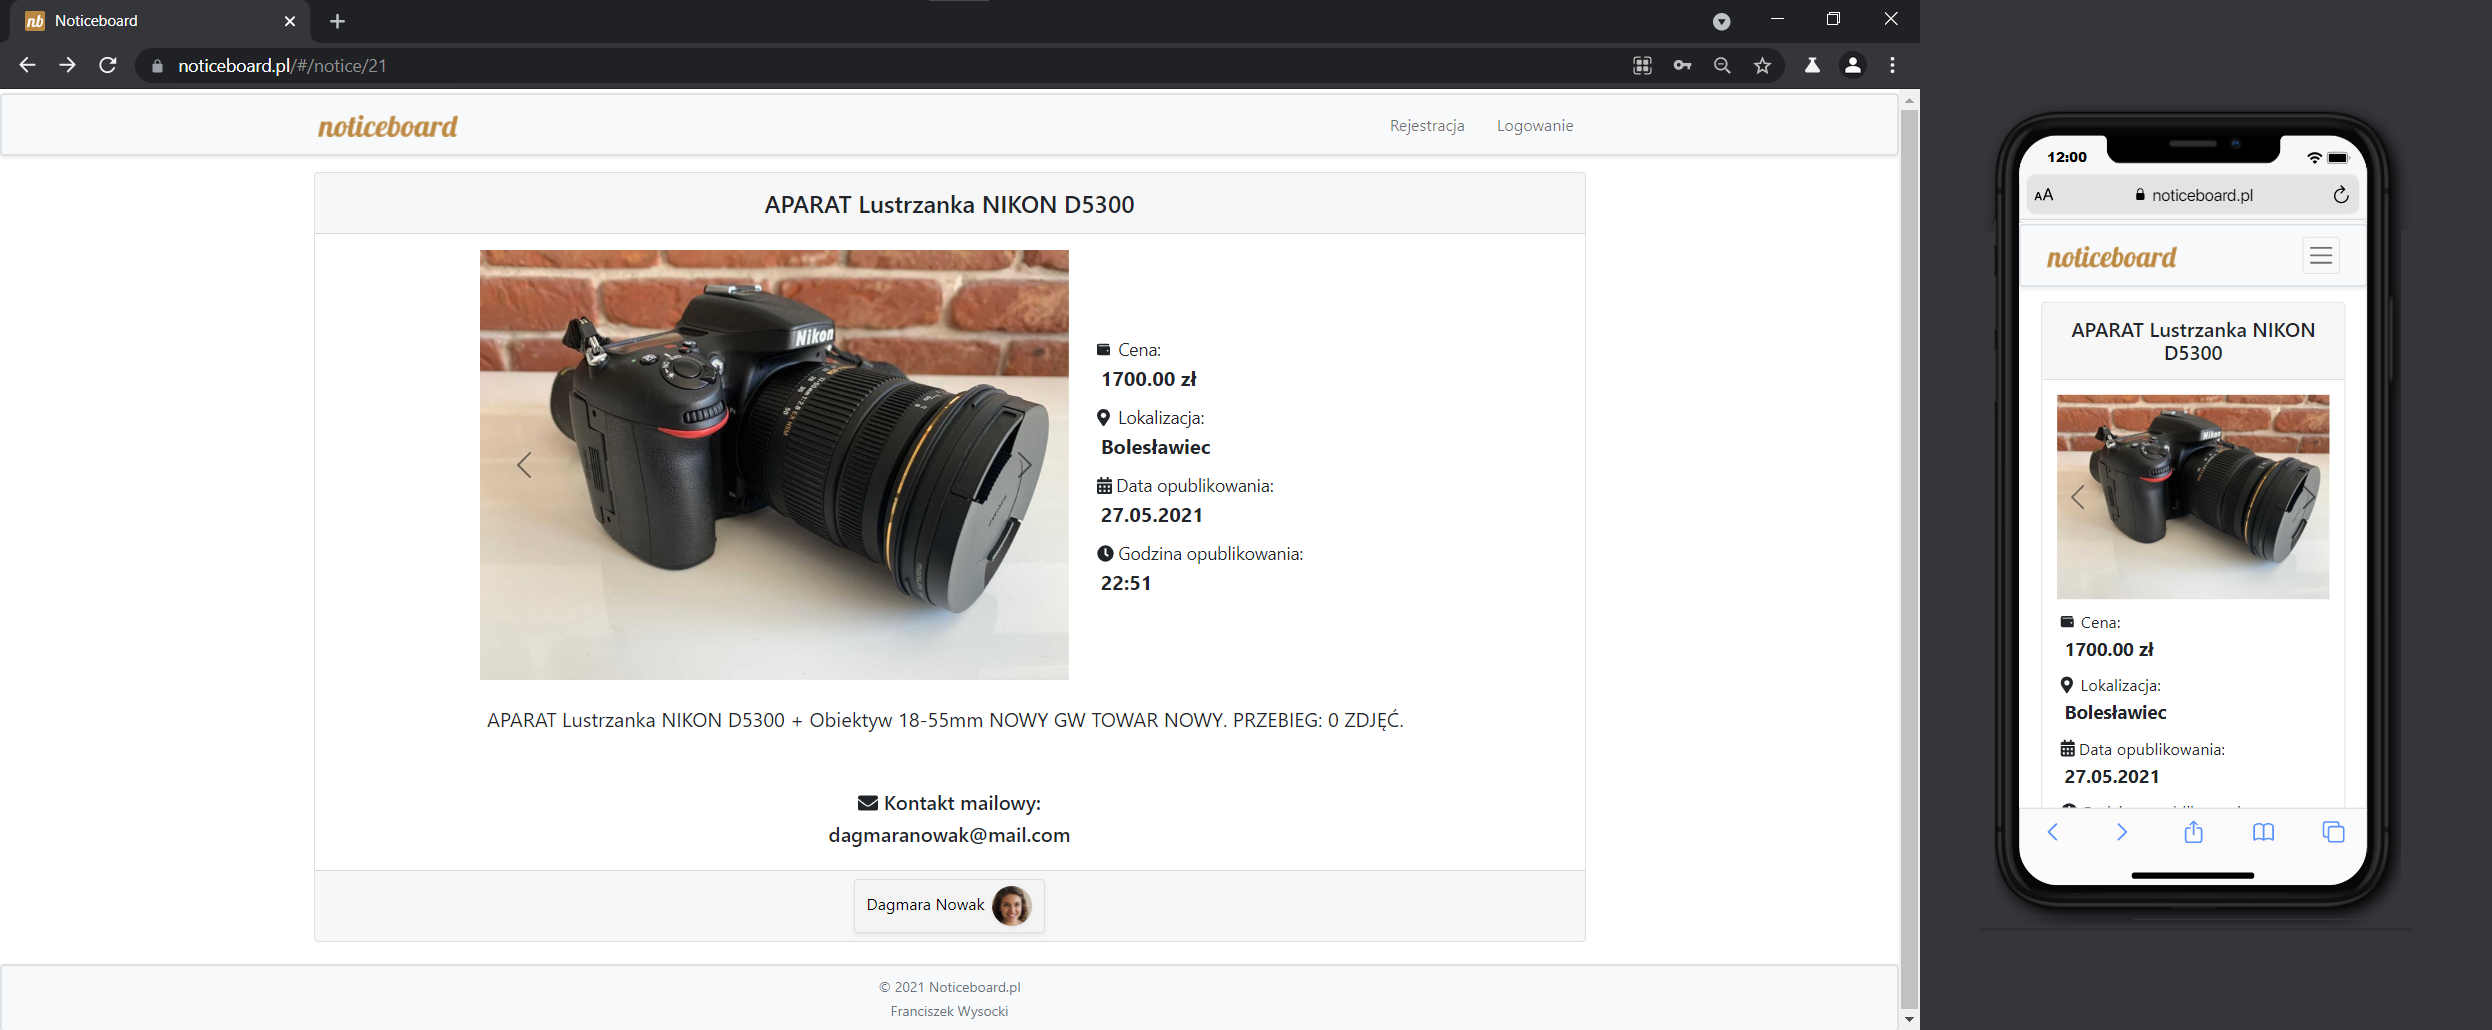 Noticeboard
noticeboard.pl/#/notice/21
noticeboard
Rejestracja
Logowanie
APARAT Lustrzanka NIKON D5300
Nikon
Cena:
1700.00 zł
Lokalizacja:
Bolesławiec
Data opublikowania:
27.05.2021
Godzina opublikowania:
22:51
APARAT Lustrzanka NIKON D5300 + Obiektyw 18-55mm NOWY GW TOWAR NOWY. PRZEBIEG: 0 ZDJĘĆ.
Kontakt mailowy:
dagmaranowak@mail.com
Dagmara Nowak
© 2021 Noticeboard.pl
Franciszek Wysocki
12:00
AA
noticeboard.pl
noticeboard
APARAT Lustrzanka NIKON
D5300
Nikon
Cena:
1700.00 zł
Lokalizacja:
Bolesławiec
Data opublikowania:
27.05.2021